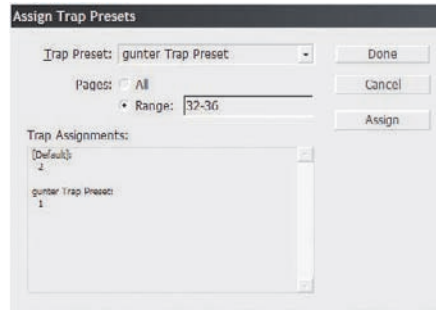 Assign Trap Presets
Trap Preset: gunter Trap Preset
Done
Pages: All
Cancel
Range: 32-36
Assign
Trap Assignments:
[Default]:
2
gunter Trap Preset:
1